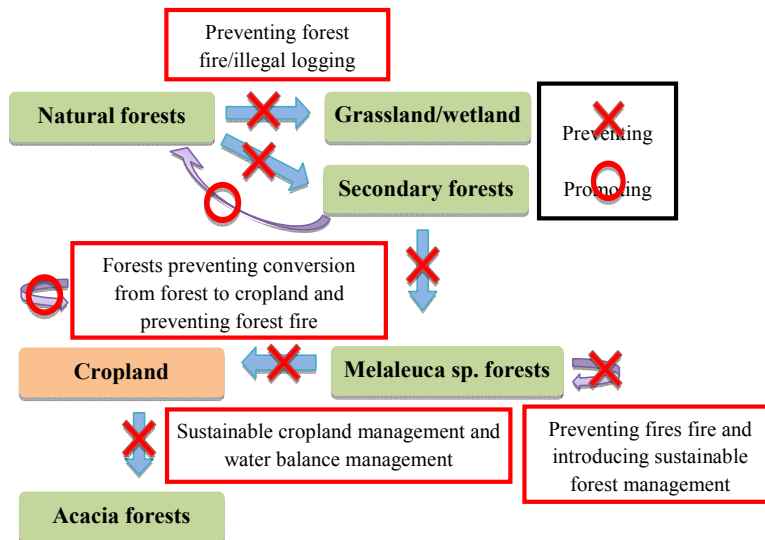 Preventing forest
fire/illegal logging
Natural forests
Grassland/wetland
Preventing
Secondary forests
Promoting
Forests preventing conversion
from forest to cropland and
preventing forest fire
Cropland
Melaleuca sp. forests
Sustainable cropland management and
water balance management
Preventing fires fire and
introducing sustainable
forest management
Acacia forests